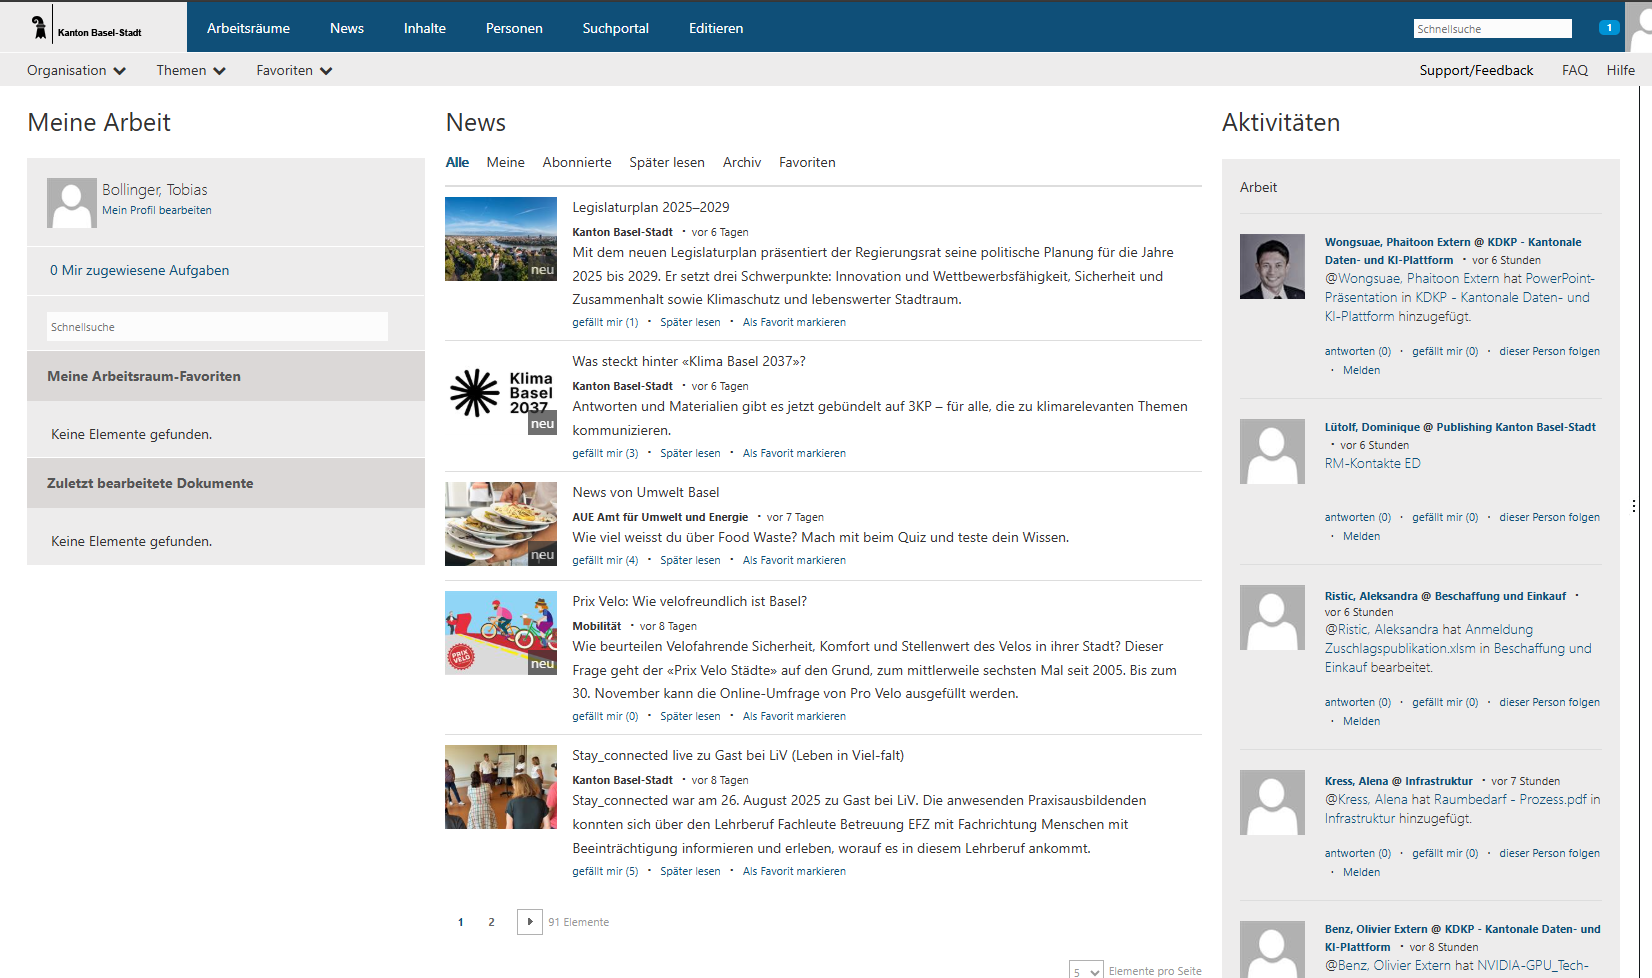 Kanton Basel-Stadt
Arbeitsräume News Inhalte Personen Suchportal Editieren
Schnellsuche
1
Organisation Themen Favoriten
Support/Feedback FAQ Hilfe
Meine Arbeit
Bollinger, Tobias
Mein Profil bearbeiten
0 Mir zugewiesene Aufgaben
Schnellsuche
Meine Arbeitsraum-Favoriten
Keine Elemente gefunden.
Zuletzt bearbeitete Dokumente
Keine Elemente gefunden.
News
Alle Meine Abonnierte Später lesen Archiv Favoriten
neu
Legislaturplan 2025–2029
Kanton Basel-Stadt · vor 6 Tagen
Mit dem neuen Legislaturplan präsentiert der Regierungsrat seine politische Planung für die Jahre
2025 bis 2029. Er setzt drei Schwerpunkte: Innovation und Wettbewerbsfähigkeit, Sicherheit und
Zusammenhalt sowie Klimaschutz und lebenswerter Stadtraum.
gefällt mir (1) · Später lesen · Als Favorit markieren
Klima
Basel
2037
neu
Was steckt hinter «Klima Basel 2037»?
Kanton Basel-Stadt · vor 6 Tagen
Antworten und Materialien gibt es jetzt gebündelt auf 3KP – für alle, die zu klimarelevanten Themen
kommunizieren.
gefällt mir (3) · Später lesen · Als Favorit markieren
neu
News von Umwelt Basel
AUE Amt für Umwelt und Energie · vor 7 Tagen
Wie viel weisst du über Food Waste? Mach mit beim Quiz und teste dein Wissen.
gefällt mir (4) · Später lesen · Als Favorit markieren
PRIX
VELO
neu
Prix Velo: Wie velofreundlich ist Basel?
Mobilität · vor 8 Tagen
Wie beurteilen Velofahrende Sicherheit, Komfort und Stellenwert des Velos in ihrer Stadt? Dieser
Frage geht der «Prix Velo Städte» auf den Grund, zum mittlerweile sechsten Mal seit 2005. Bis zum
30. November kann die Online-Umfrage von Pro Velo ausgefüllt werden.
gefällt mir (0) · Später lesen · Als Favorit markieren
Stay_connected live zu Gast bei LiV (Leben in Viel-falt)
Kanton Basel-Stadt · vor 8 Tagen
Stay_connected war am 26. August 2025 zu Gast bei LiV. Die anwesenden Praxisausbildenden
konnten sich über den Lehrberuf Fachleute Betreuung EFZ mit Fachrichtung Menschen mit
Beeinträchtigung informieren und erleben, worauf es in diesem Lehrberuf ankommt.
gefällt mir (5) · Später lesen · Als Favorit markieren
1 2 91 Elemente
5 Elemente pro Seite
Aktivitäten
Arbeit
Wongsuae, Phaitoon Extern @ KDKP - Kantonale
Daten- und KI-Plattform · vor 6 Stunden
@Wongsuae, Phaitoon Extern hat PowerPoint-
Präsentation in KDKP - Kantonale Daten- und
KI-Plattform hinzugefügt.
antworten (0) · gefällt mir (0) · dieser Person folgen
· Melden
Lütolf, Dominique @ Publishing Kanton Basel-Stadt
· vor 6 Stunden
RM-Kontakte ED
antworten (0) · gefällt mir (0) · dieser Person folgen
· Melden
Ristic, Aleksandra @ Beschaffung und Einkauf ·
vor 6 Stunden
@Ristic, Aleksandra hat Anmeldung
Zuschlagspublikation.xlsm in Beschaffung und
Einkauf bearbeitet.
antworten (0) · gefällt mir (0) · dieser Person folgen
· Melden
Kress, Alena @ Infrastruktur · vor 7 Stunden
@Kress, Alena hat Raumbedarf - Prozess.pdf in
Infrastruktur hinzugefügt.
antworten (0) · gefällt mir (0) · dieser Person folgen
· Melden
Benz, Olivier Extern @ KDKP - Kantonale Daten- und
KI-Plattform · vor 8 Stunden
@Benz, Olivier Extern hat NVIDIA-GPU_Tech-